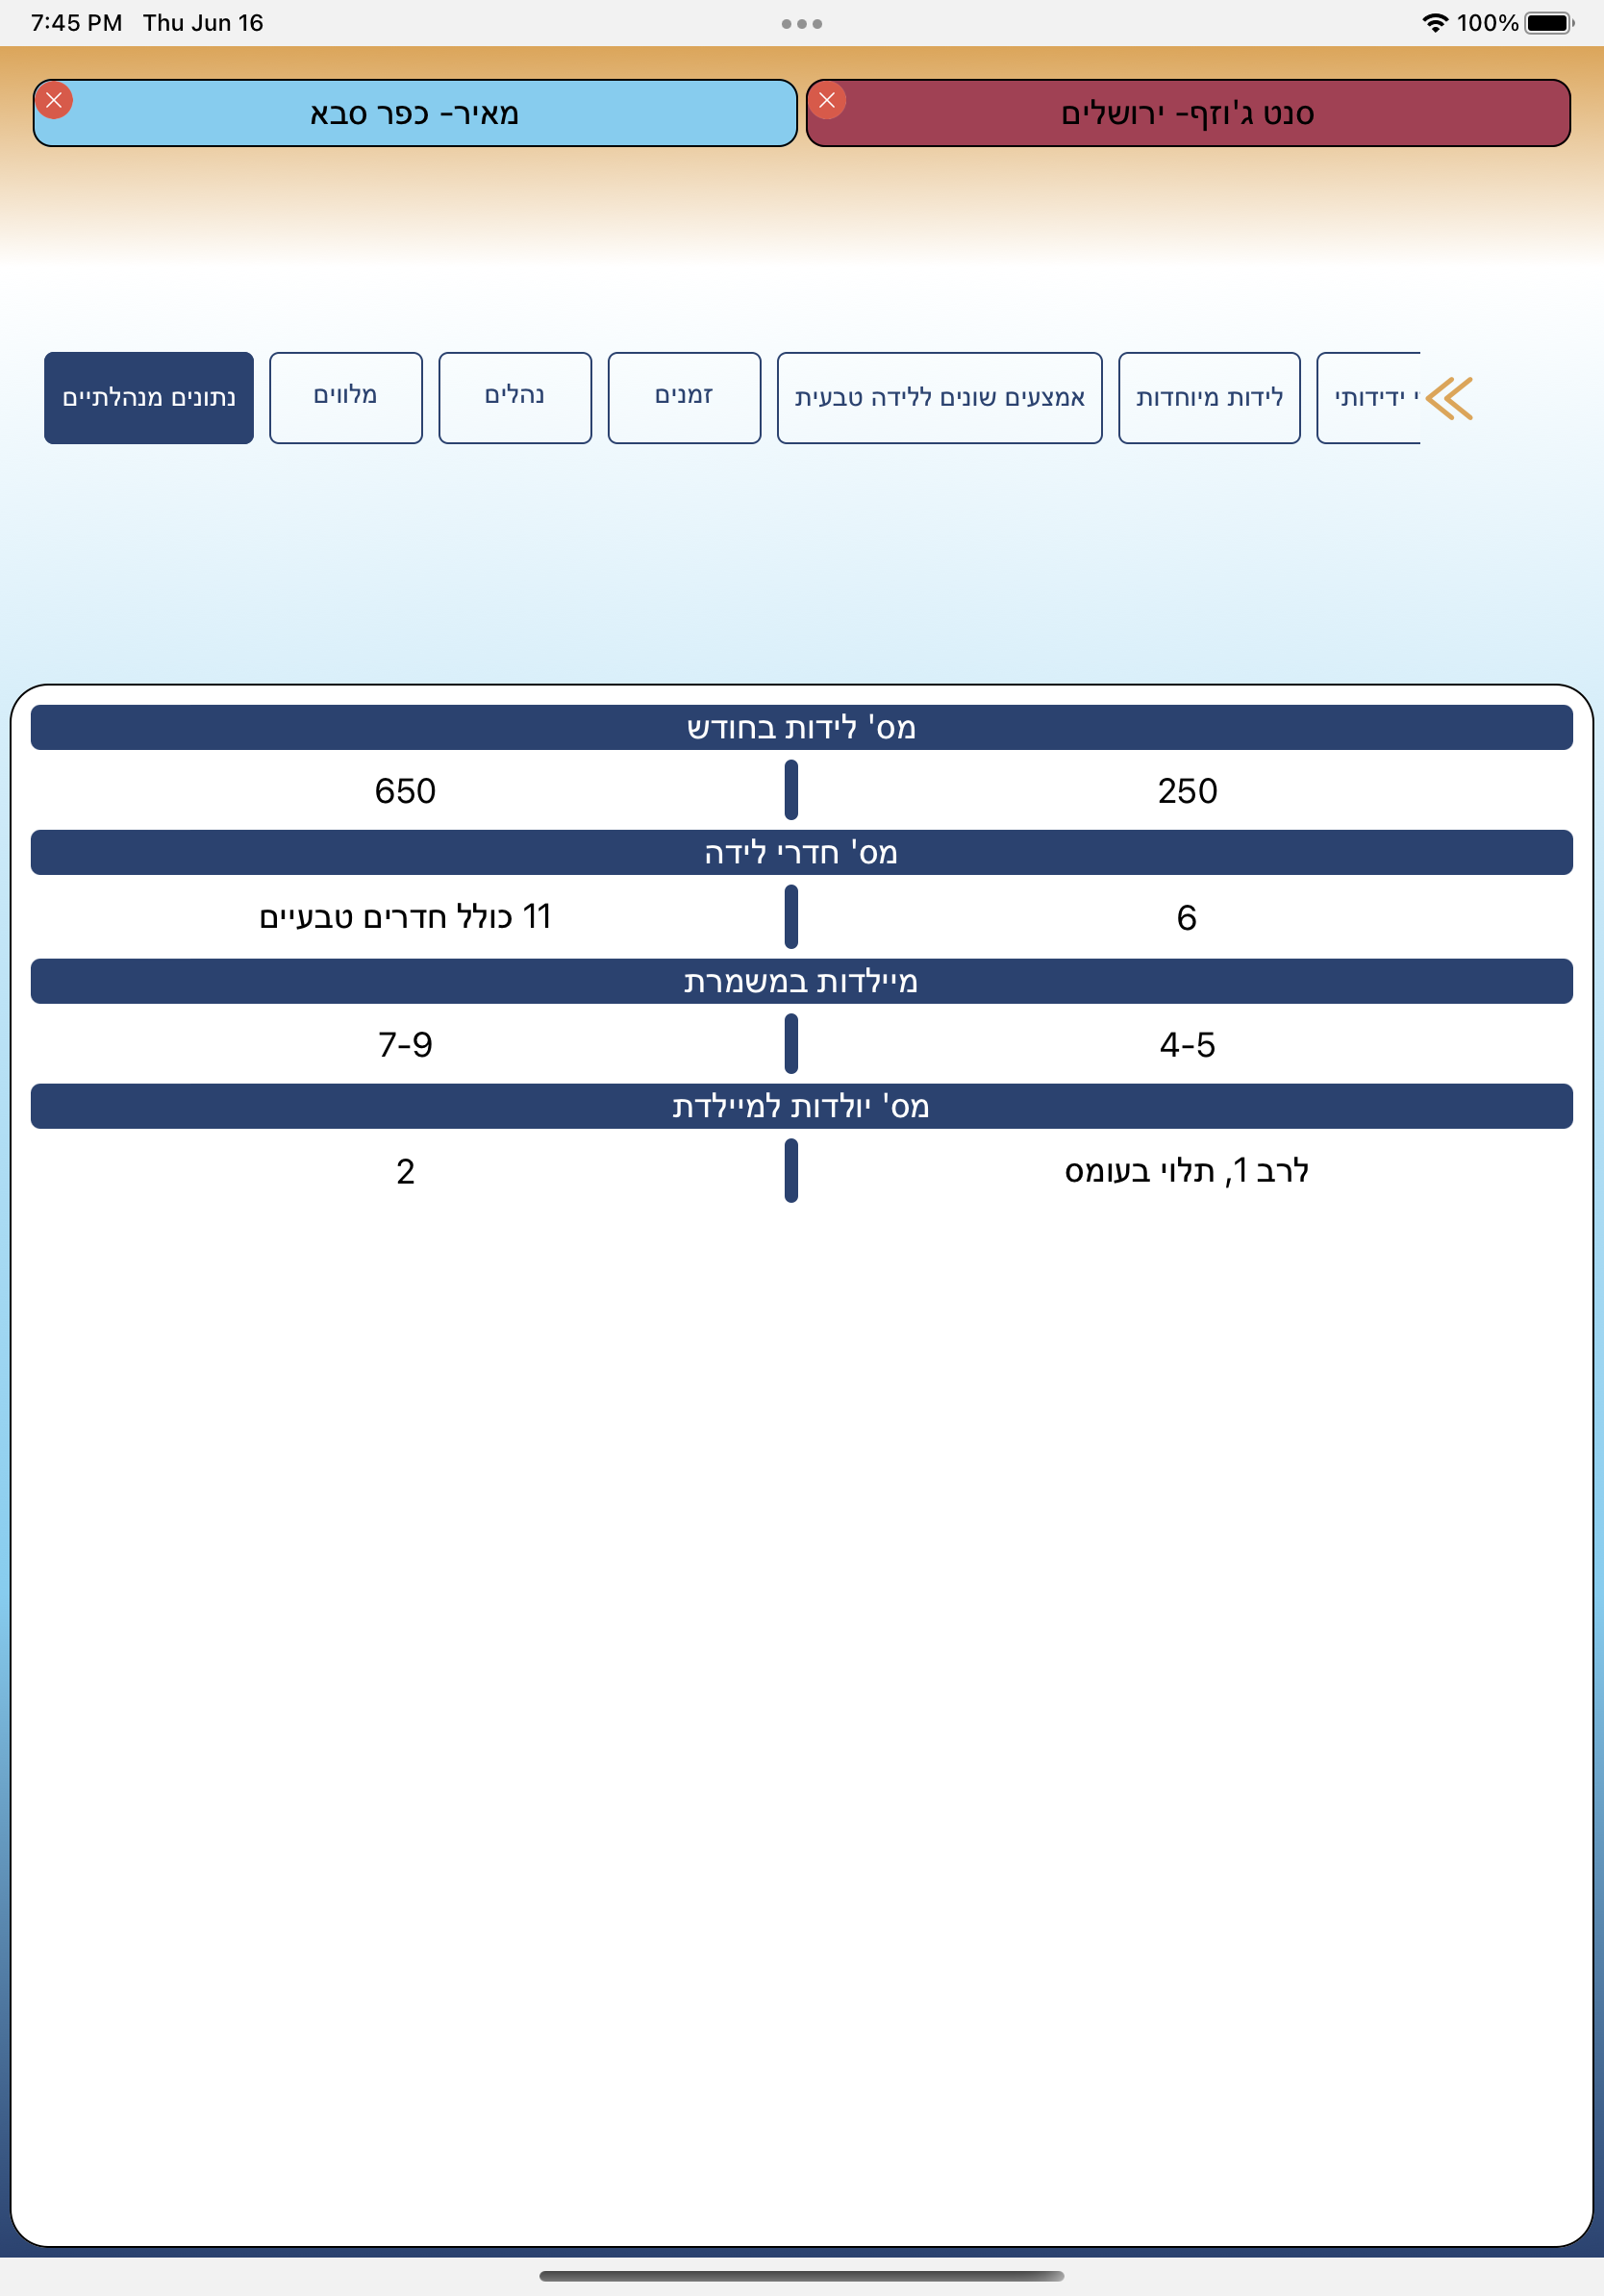 7:45 PM Thu Jun 16 100%
סנט ג'וזף- ירושלים
מאיר- כפר סבא
נתונים מנהלתיים
מלווים
נהלים
זמנים
אמצעים שונים ללידה טבעית
לידות מיוחדות
י ידידותי
מס' לידות בחודש
250
650
מס' חדרי לידה
6
11 כולל חדרים טבעיים
מיילדות במשמרת
4-5
7-9
מס' יולדות למיילדת
לרב 1, תלוי בעומס
2